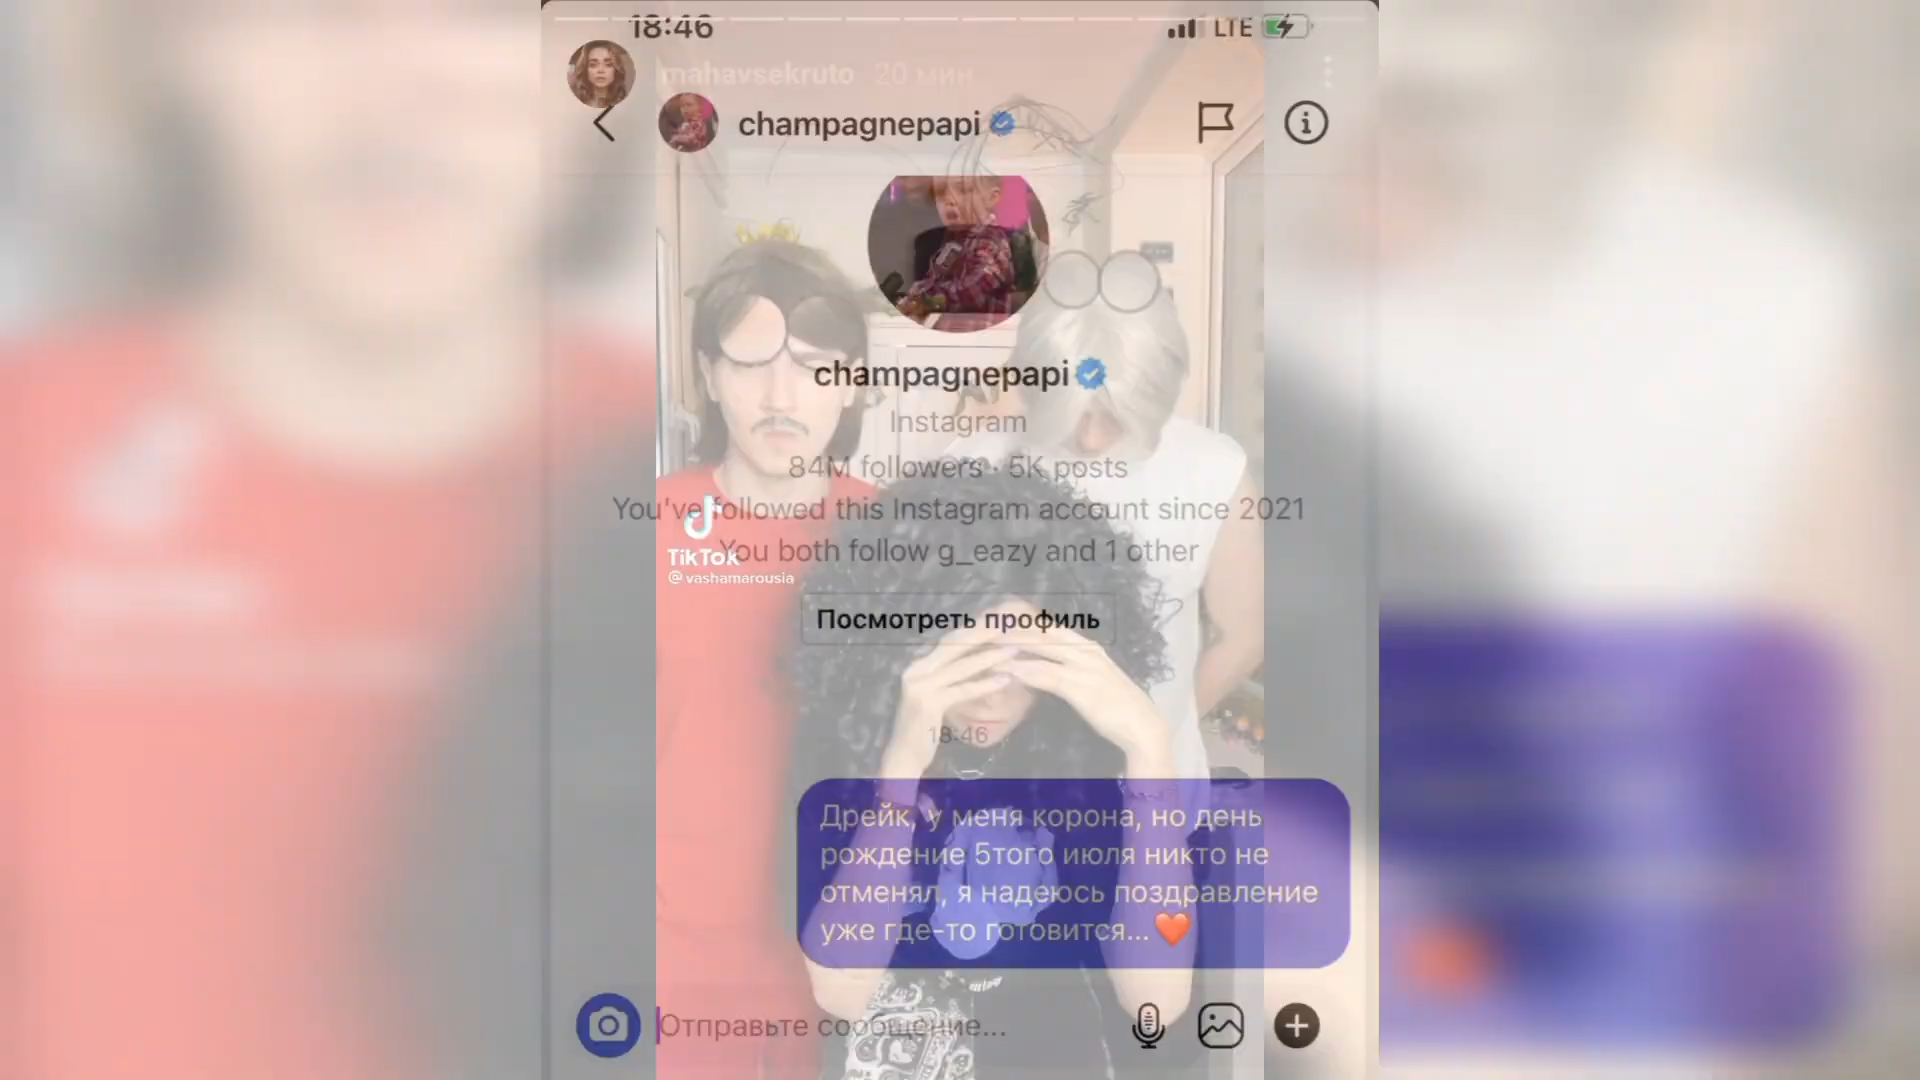 18:46
LTE
mahavsekruto 20 мин
champagnepapi
champagnepapi
Instagram
84M followers · 5K posts
You've followed this Instagram account since 2021
You both follow g_eazy and 1 other
TikTok
@vashamarousia
Посмотреть профиль
18:46
Дрейк, у меня корона, но день
рождение 5того июля никто не
отменял, я надеюсь поздравление
уже где-то готовится...❤️
Отправьте сообщение...